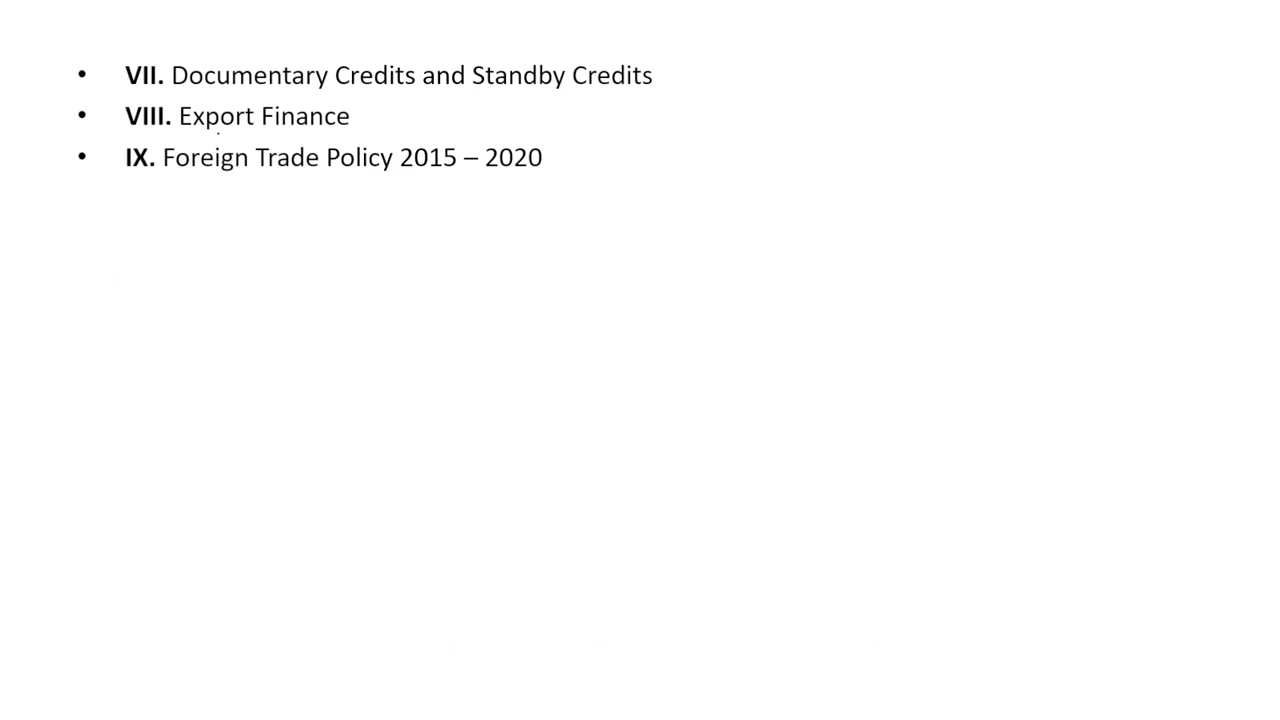 • VII. Documentary Credits and Standby Credits
• VIII. Export Finance
• IX. Foreign Trade Policy 2015 – 2020